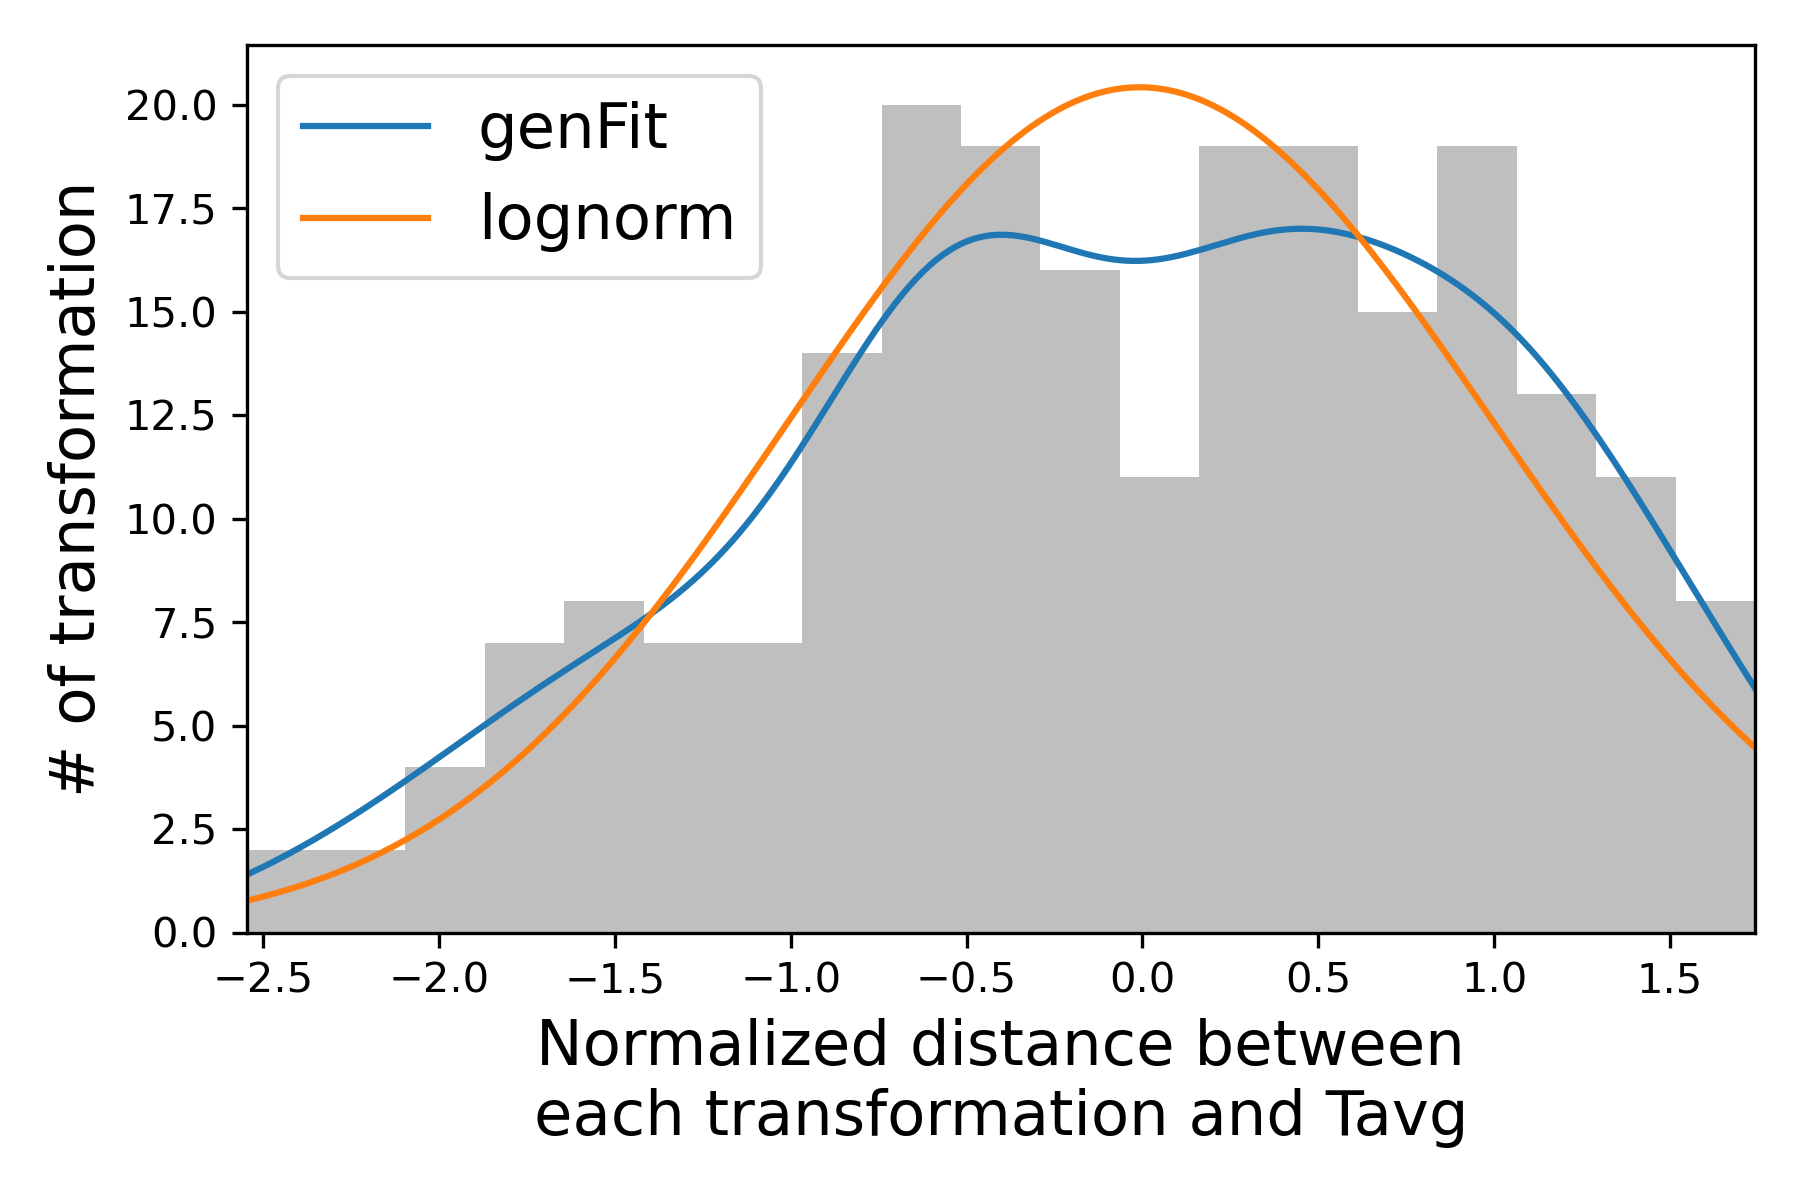 genFit
lognorm
# of transformation
20.0
17.5
15.0
12.5
10.0
7.5
5.0
2.5
0.0
−2.5 −2.0 −1.5 −1.0 −0.5 0.0 0.5 1.0 1.5
Normalized distance between
each transformation and Tavg